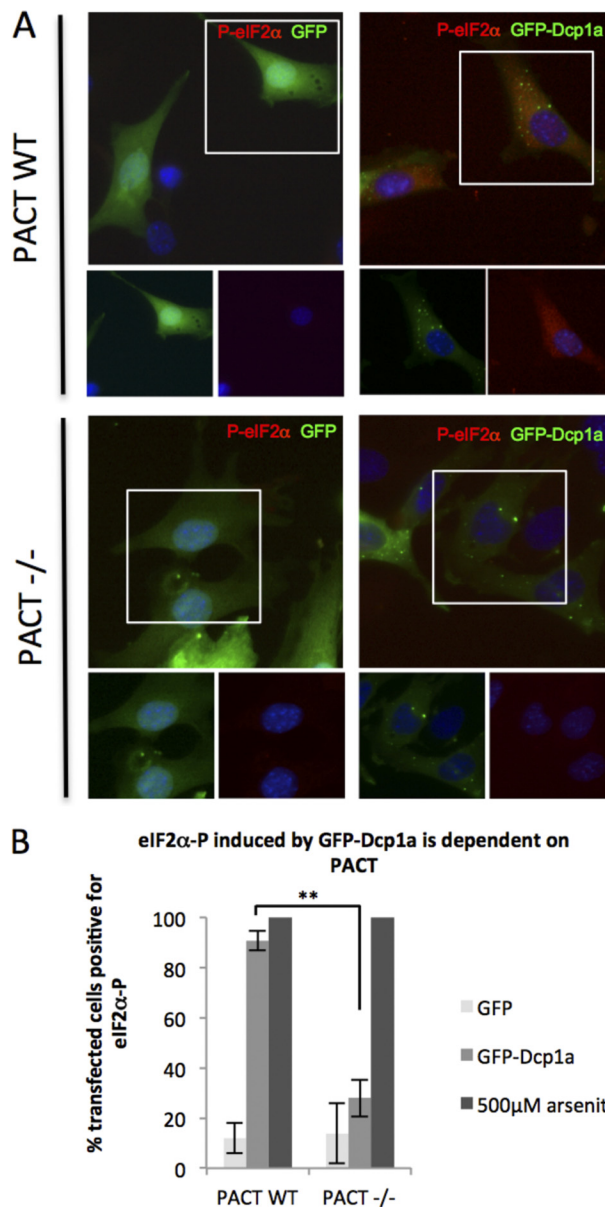 A
P-eIF2α GFP
P-eIF2α GFP-Dcp1a
PACT WT
P-eIF2α GFP
P-eIF2α GFP-Dcp1a
PACT -/-
B
eIF2α-P induced by GFP-Dcp1a is dependent on
PACT
**
% transfected cells positive for
eIF2α-P
100
80
60
40
20
0
PACT WT
PACT -/-
GFP
GFP-Dcp1a
500μM arsenit